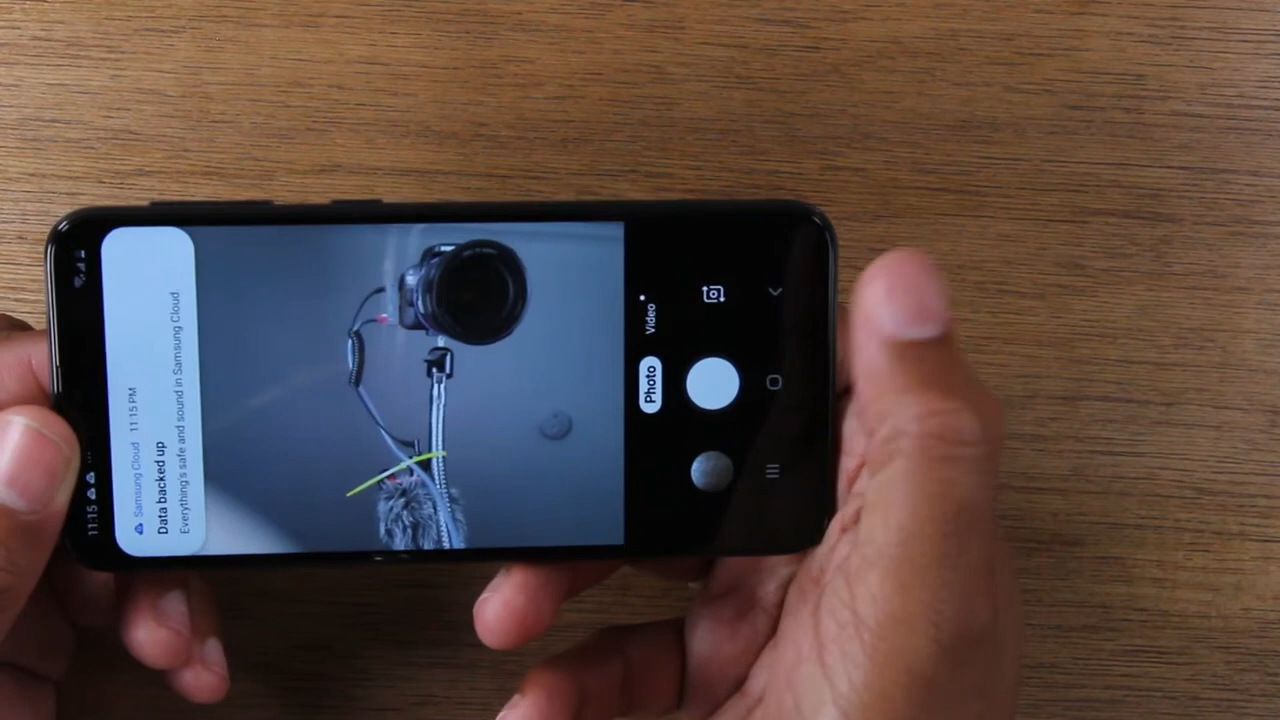 11:15
Samsung Cloud 11:15 PM
Data backed up
Everything's safe and sound in Samsung Cloud
Photo
Video